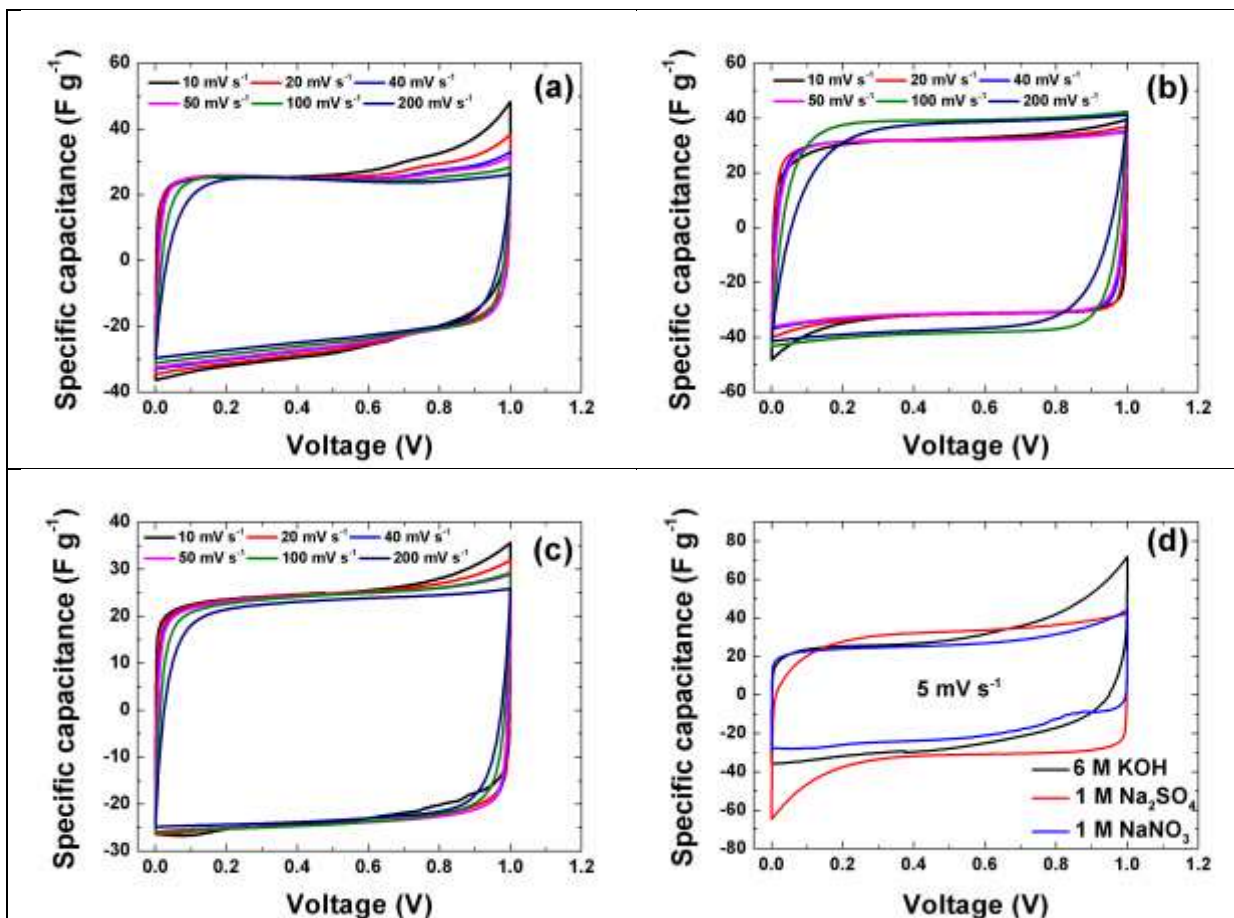 (a)
10 mV s⁻¹ 20 mV s⁻¹ 40 mV s⁻¹
50 mV s⁻¹ 100 mV s⁻¹ 200 mV s⁻¹
Specific capacitance (F g⁻¹)
60
40
20
0
-20
-40
0.0 0.2 0.4 0.6 0.8 1.0 1.2
Voltage (V)
(b)
10 mV s⁻¹ 20 mV s⁻¹ 40 mV s⁻¹
50 mV s⁻¹ 100 mV s⁻¹ 200 mV s⁻¹
Specific capacitance (F g⁻¹)
60
40
20
0
-20
-40
-60
0.0 0.2 0.4 0.6 0.8 1.0 1.2
Voltage (V)
(c)
10 mV s⁻¹ 20 mV s⁻¹ 40 mV s⁻¹
50 mV s⁻¹ 100 mV s⁻¹ 200 mV s⁻¹
Specific capacitance (F g⁻¹)
40
30
20
10
0
-10
-20
-30
0.0 0.2 0.4 0.6 0.8 1.0 1.2
Voltage (V)
(d)
Specific capacitance (F g⁻¹)
80
60
40
20
0
-20
-40
-60
-80
5 mV s⁻¹
6 M KOH
1 M Na₂SO₄
1 M NaNO₃
0.0 0.2 0.4 0.6 0.8 1.0 1.2
Voltage (V)